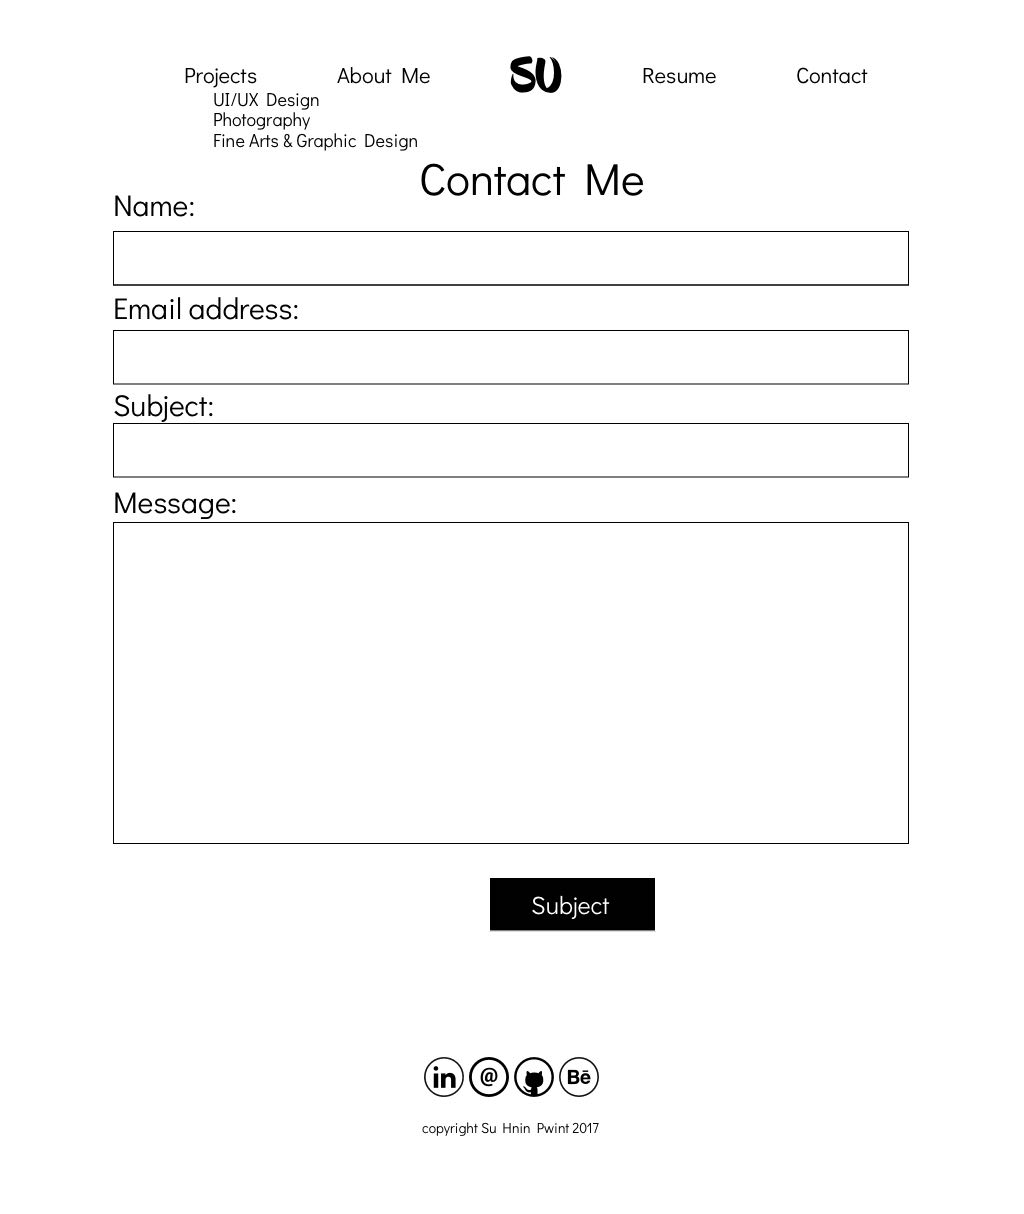 Projects About Me SU Resume Contact
UI/UX Design
Photography
Fine Arts & Graphic Design
Contact Me
Name:
Email address:
Subject:
Message:
Subject
in @ Bē
copyright Su Hnin Pwint 2017